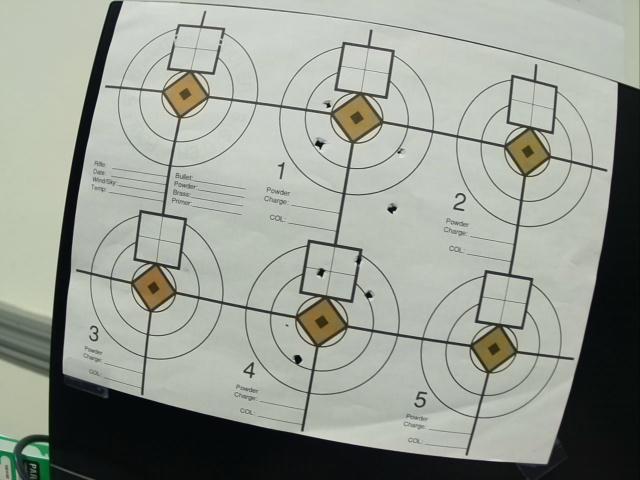 Rifle:
Date:
Wind/Sky:
Temp:
Bullet:
Powder:
Brass:
Primer:
1
Powder
Charge:
COL:
2
Powder
Charge:
COL:
3
Powder
Charge:
COL:
4
Powder
Charge:
COL:
5
Powder
Charge:
COL: